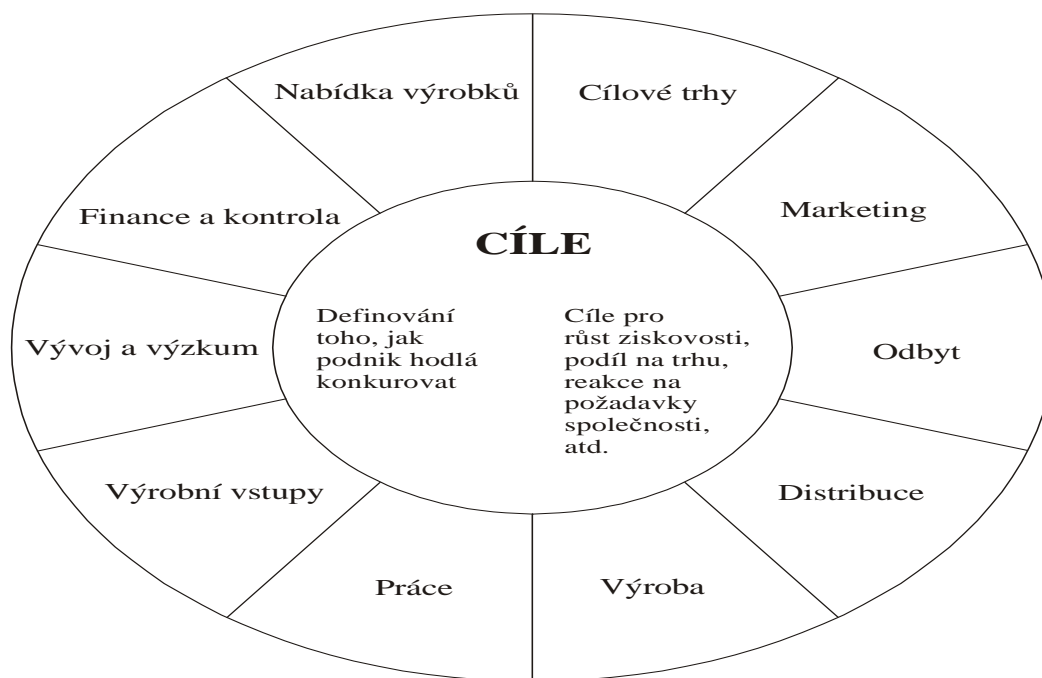 Nabídka výrobků
Cílové trhy
Finance a kontrola
Marketing
CÍLE
Definování
toho, jak
podnik hodlá
konkurovat
Cíle pro
růst ziskovosti,
podíl na trhu,
reakce na
požadavky
společnosti,
atd.
Vývoj a výzkum
Odbyt
Výrobní vstupy
Distribuce
Práce
Výroba